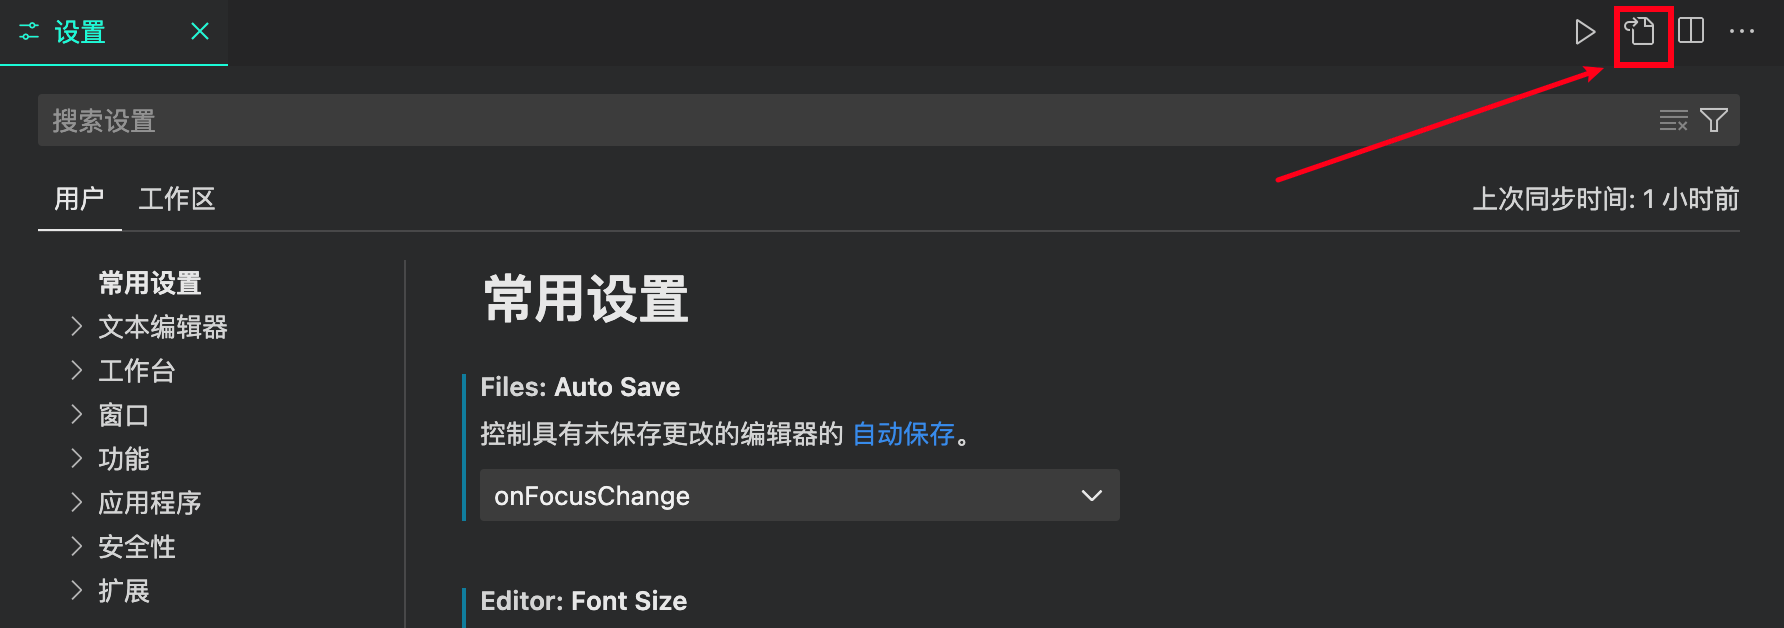 设置
搜索设置
用户 工作区
上次同步时间: 1 小时前
常用设置
文本编辑器
工作台
窗口
功能
应用程序
安全性
扩展
常用设置
Files: Auto Save
控制具有未保存更改的编辑器的 自动保存。
onFocusChange
Editor: Font Size